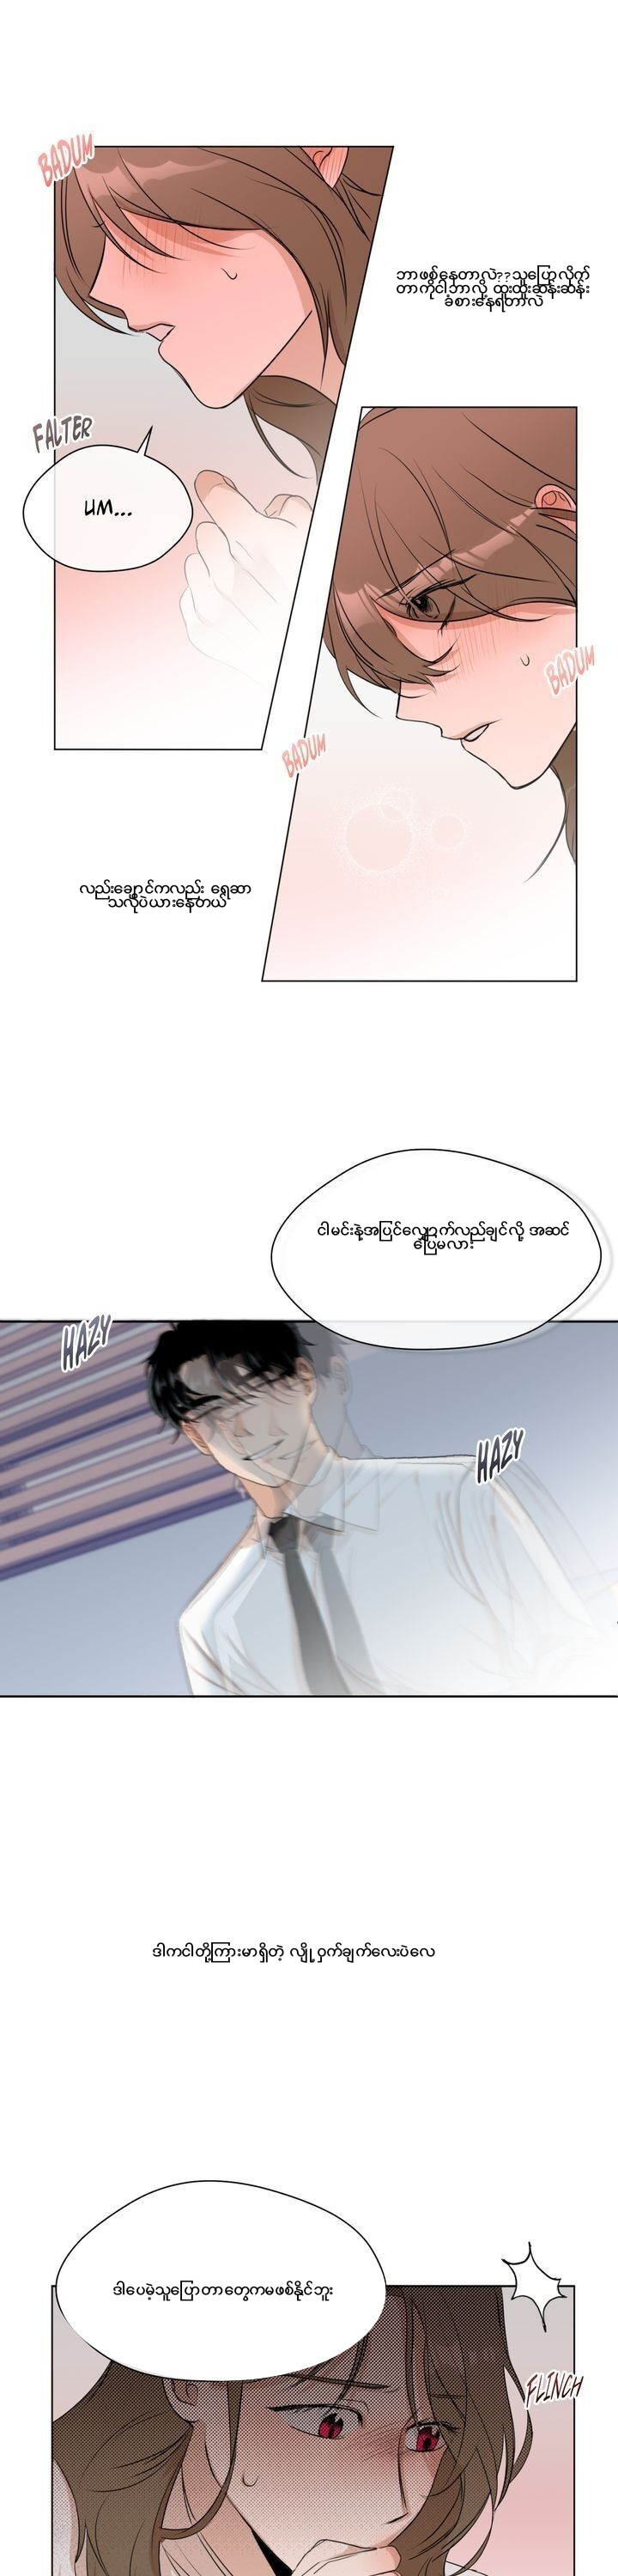 BADUM
ဘာဖစ်နေတာလဲ??သူပြောလိုက်
တာကိုငါဘာလို့ ထူးထူးဆန်းဆန်း
ခံစားနေရတာလဲ
FALTER
UM...
BADUM
BADUM
လည်ချောင်ကလည်း ရေဆာ
သလိုပဲယားနေတယ်
ငါမင်းနဲ့အပြင်လျှောက်လည်ချင်လို့ အဆင်
ပြေမလား
HAZY
HAZY
ဒါကငါတို့ကြားမာရှိတဲ့ လျှို့ဝှက်ချက်လေးပဲလေ
ဒါပေမဲ့သူပြောတာတွေကမဖစ်နိုင်ဘူး
FLINCH